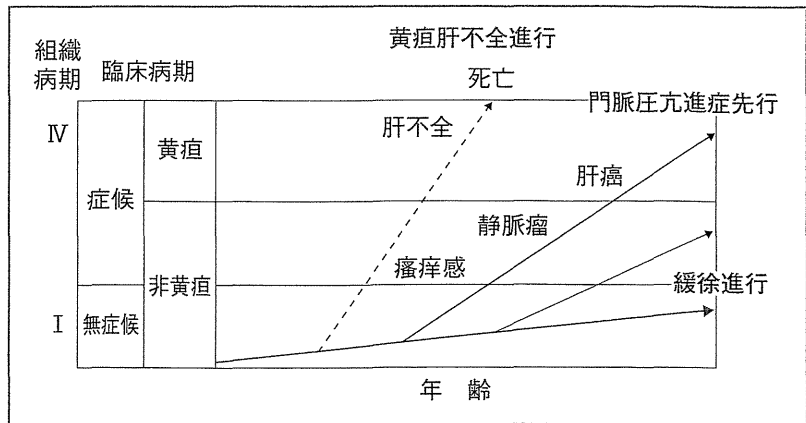 黄疸肝不全進行
組織
病期
臨床病期
死亡
門脈圧亢進症先行
Ⅳ
黄疸
肝不全
肝癌
症候
静脈瘤
瘙痒感
非黄疸
緩徐進行
Ⅰ
無症候
年 齢